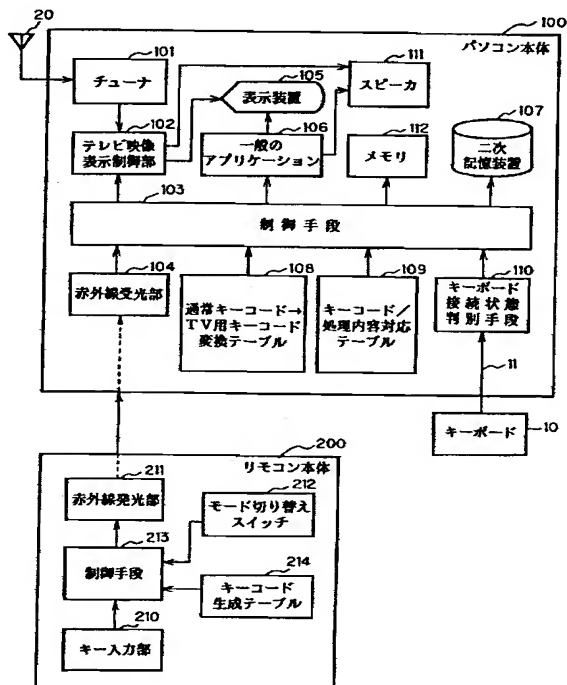 20
100
パソコン本体
101
チューナ
111
スピーカ
105
表示装置
102
テレビ映像
表示制御部
106
一般の
アプリケーション
112
メモリ
107
二次
記憶装置
103
制御手段
104
赤外線受光部
108
通常キーコード→
TV用キーコード
変換テーブル
109
キーコード/
処理内容対応
テーブル
110
キーボード
接続状態
判別手段
11
キーボード
10
200
リモコン本体
211
赤外線発光部
212
モード切り替え
スイッチ
213
制御手段
214
キーコード
生成テーブル
210
キー入力部